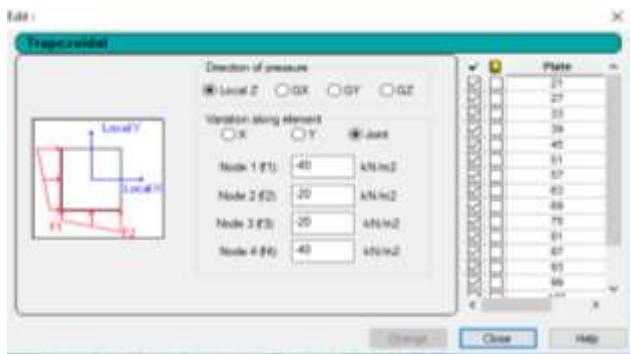 Edit :
Trapezoidal
Direction of pressure
Local Z GX GY GZ
Variation along element
X Y Joint
Node 1 (f1): -40 kN/m2
Node 2 (f2): -20 kN/m2
Node 3 (f3): -20 kN/m2
Node 4 (f4): -40 kN/m2
Local Y
Local X
F1
F2
Plate
21
27
33
39
45
51
57
63
69
75
81
87
93
99
Change
Close
Help